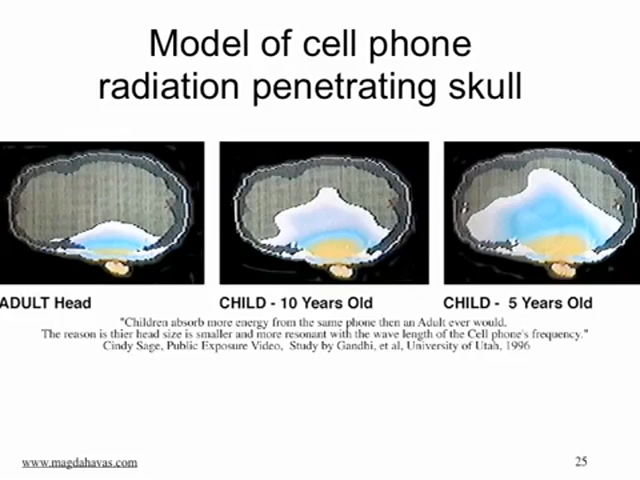 Model of cell phone
radiation penetrating skull
ADULT Head
CHILD - 10 Years Old
CHILD - 5 Years Old
"Children absorb more energy from the same phone then an Adult ever would.
The reason is thier head size is smaller and more resonant with the wave length of the Cell phone's frequency."
Cindy Sage, Public Exposure Video, Study by Gandhi, et al, University of Utah, 1996
www.magdahavas.com
25